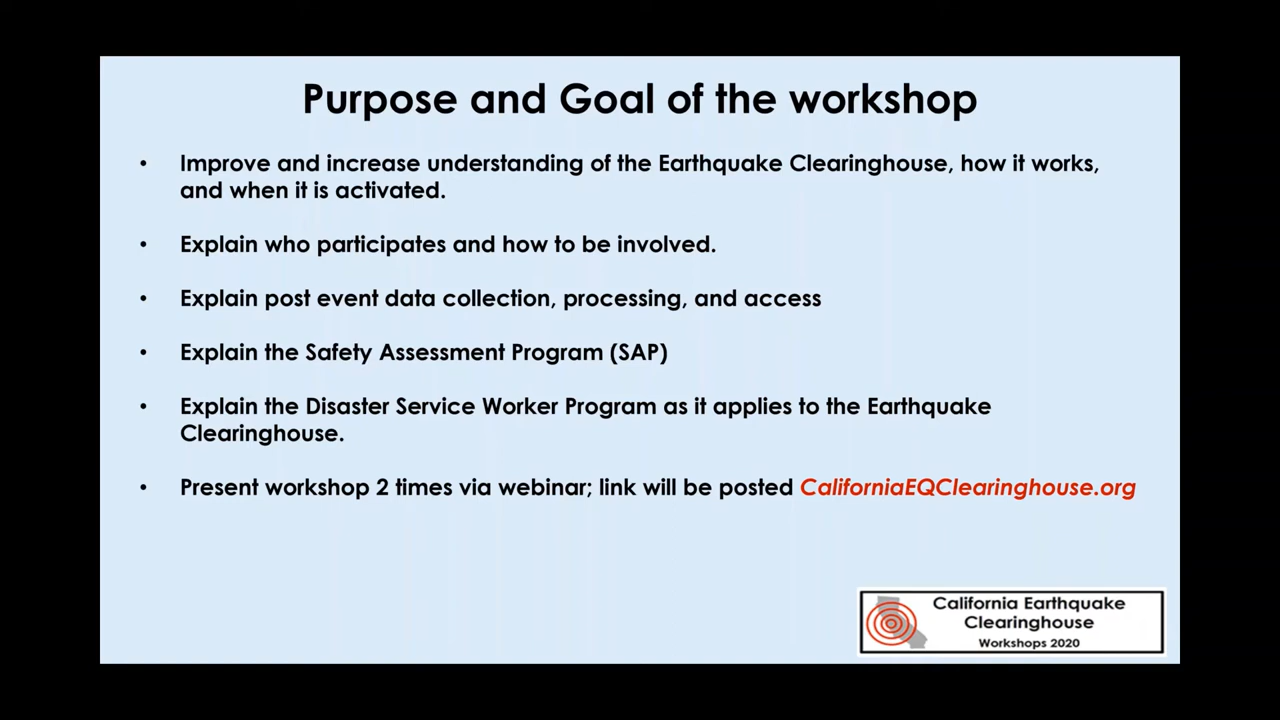 Purpose and Goal of the workshop
• Improve and increase understanding of the Earthquake Clearinghouse, how it works,
and when it is activated.
• Explain who participates and how to be involved.
• Explain post event data collection, processing, and access
• Explain the Safety Assessment Program (SAP)
• Explain the Disaster Service Worker Program as it applies to the Earthquake
Clearinghouse.
• Present workshop 2 times via webinar; link will be posted CaliforniaEQClearinghouse.org
California Earthquake
Clearinghouse
Workshops 2020